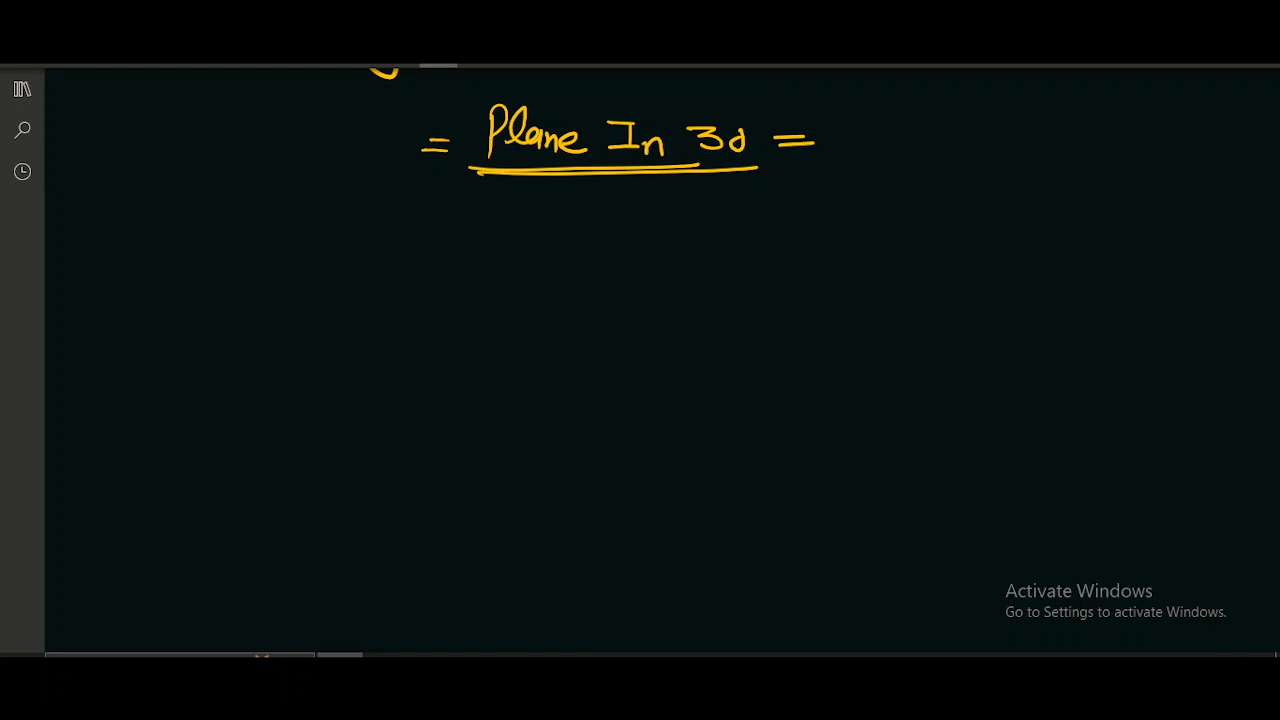 = Plane In 3d =
Activate Windows
Go to Settings to activate Windows.